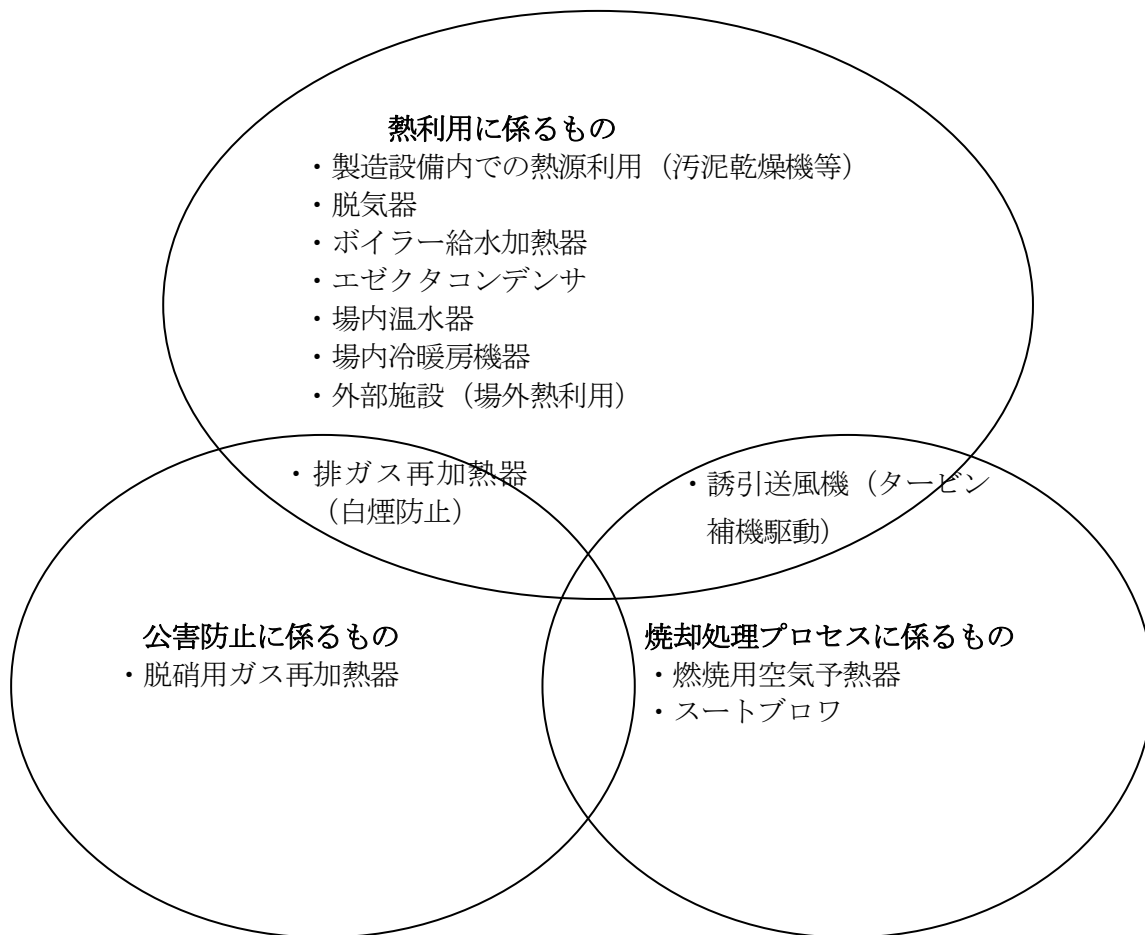 熱利用に係るもの
・製造設備内での熱源利用（汚泥乾燥機等）
・脱気器
・ボイラー給水加熱器
・エゼクタコンデンサ
・場内温水器
・場内冷暖房機器
・外部施設（場外熱利用）
・排ガス再加熱器
（白煙防止）
・誘引送風機（タービン
補機駆動）
公害防止に係るもの
・脱硝用ガス再加熱器
焼却処理プロセスに係るもの
・燃焼用空気予熱器
・スートブロワ